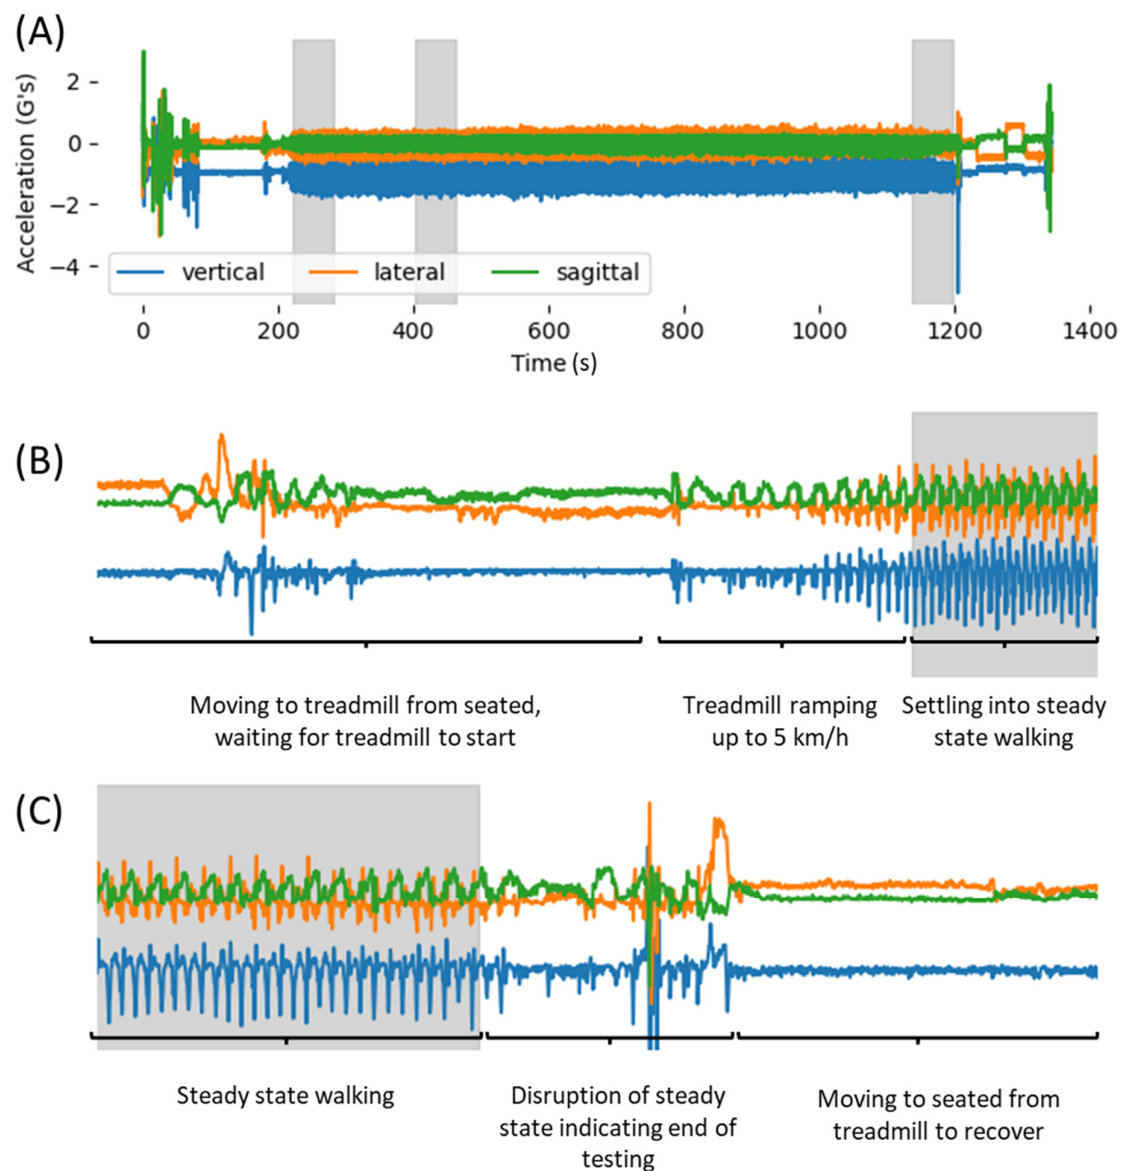 (A)
Acceleration (G's)
2
0
−2
−4
vertical lateral sagittal
0 200 400 600 800 1000 1200 1400
Time (s)
(B)
Moving to treadmill from seated,
waiting for treadmill to start
Treadmill ramping
up to 5 km/h
Settling into steady
state walking
(C)
Steady state walking
Disruption of steady
state indicating end of
testing
Moving to seated from
treadmill to recover